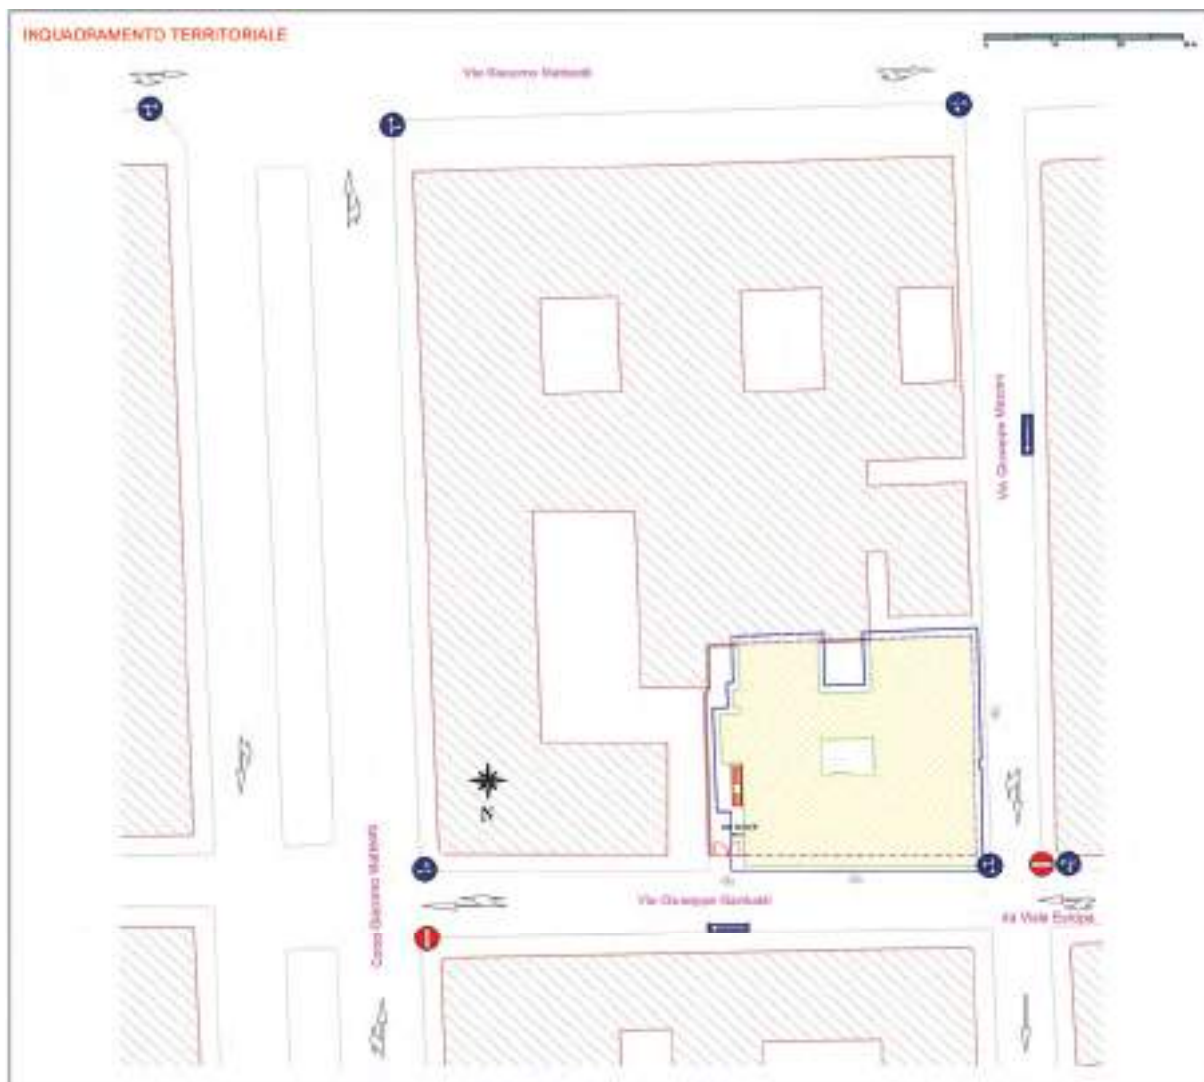 INQUADRAMENTO TERRITORIALE
Via Giacomo Matteotti
Via Giuseppe Mazzini
N
Corso Giacomo Matteotti
Via Giuseppe Garibaldi
da Viale Europa